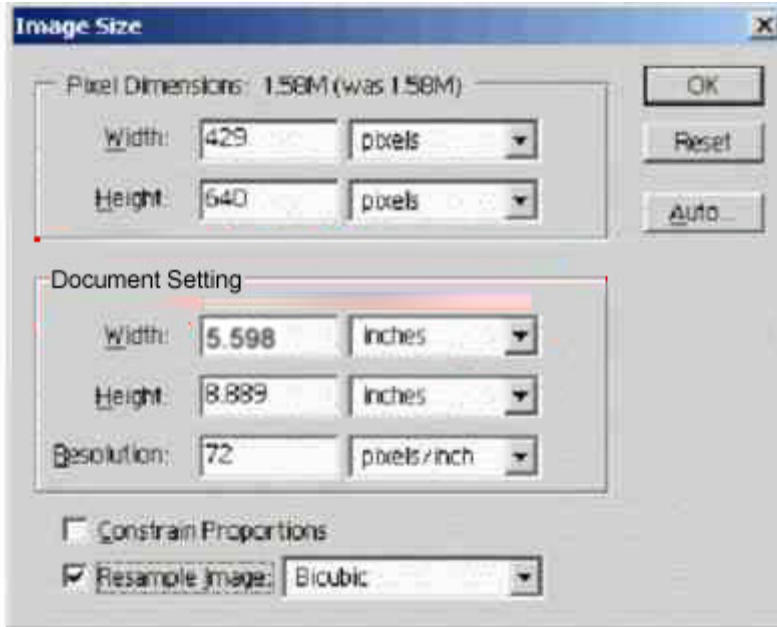 Image Size
Pixel Dimensions: 1.58M (was 1.58M)
OK
Width: 429 pixels
Reset
Height: 640 pixels
Auto...
Document Setting
Width: 5.598 inches
Height: 8.889 inches
Resolution: 72 pixels/inch
Constrain Proportions
Resample Image: Bicubic